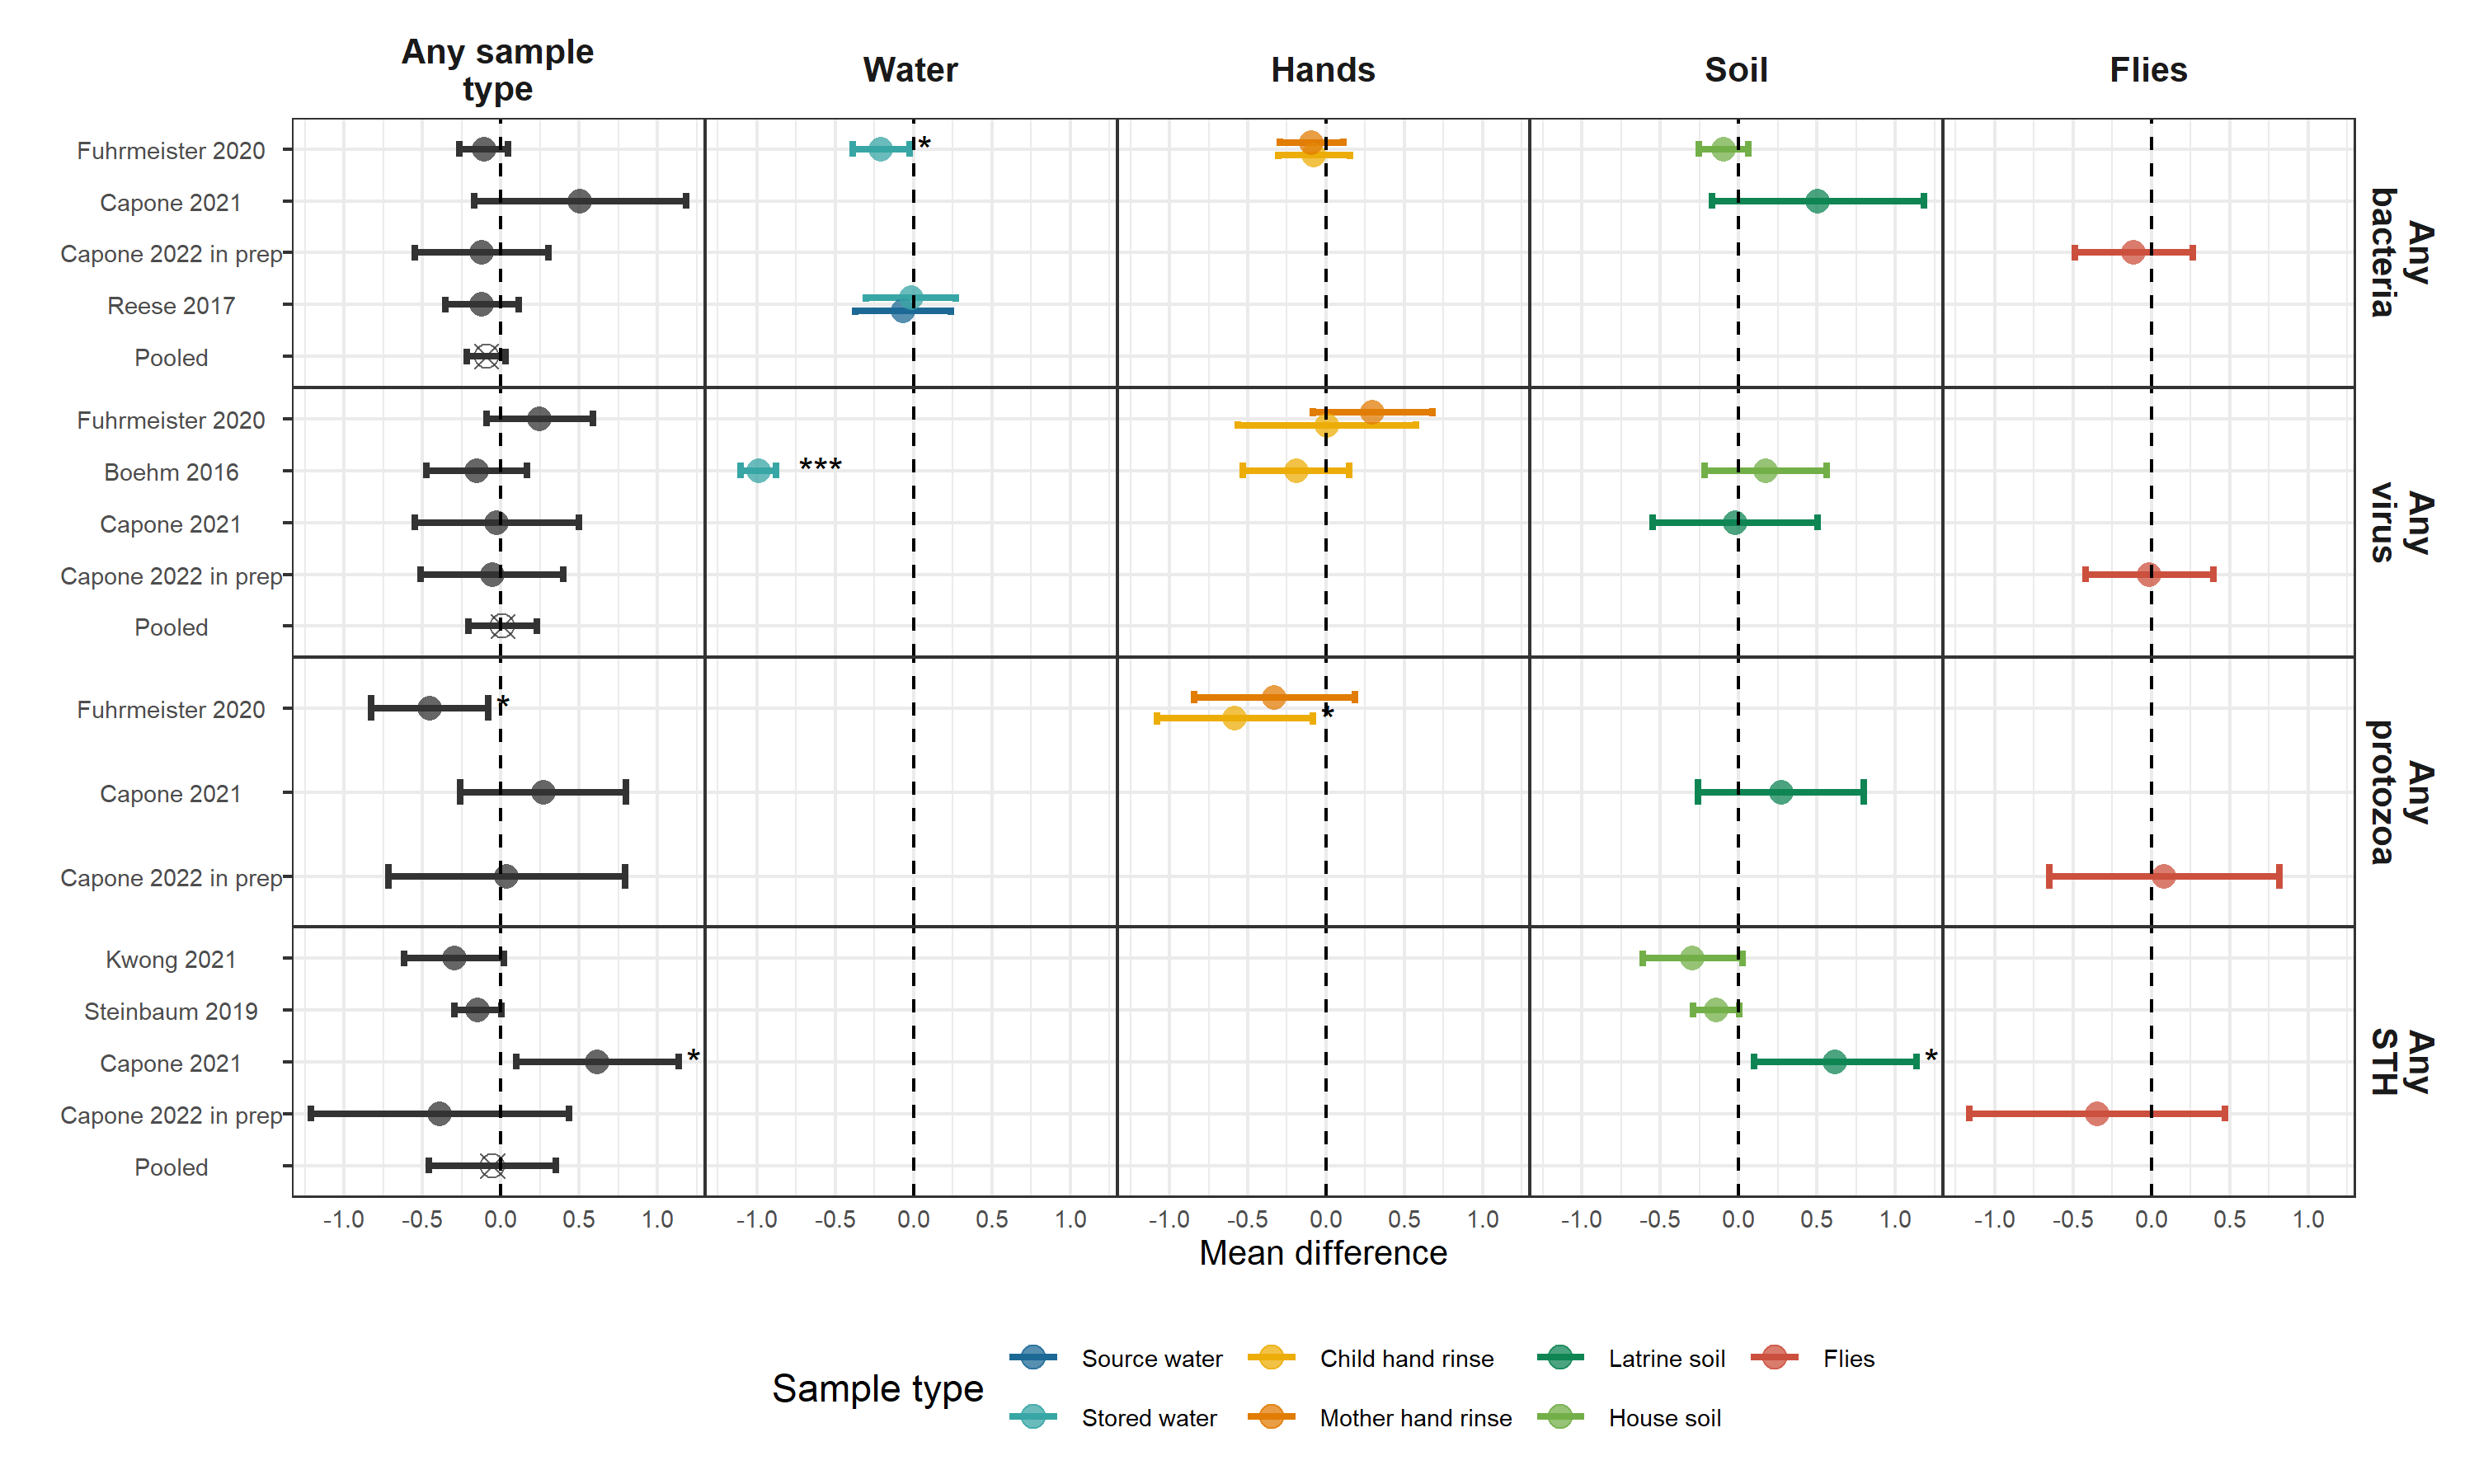 Any sample
type
Water
Hands
Soil
Flies
Fuhrmeister 2020
*
Capone 2021
Capone 2022 in prep
Reese 2017
Pooled
Any
bacteria
Fuhrmeister 2020
Boehm 2016
***
Capone 2021
Capone 2022 in prep
Pooled
Any
virus
Fuhrmeister 2020
*
*
Capone 2021
Capone 2022 in prep
Any
protozoa
Kwong 2021
Steinbaum 2019
Capone 2021
*
*
Capone 2022 in prep
Pooled
Any
STH
-1.0 -0.5 0.0 0.5 1.0
-1.0 -0.5 0.0 0.5 1.0
-1.0 -0.5 0.0 0.5 1.0
-1.0 -0.5 0.0 0.5 1.0
-1.0 -0.5 0.0 0.5 1.0
Mean difference
Sample type
Source water
Stored water
Child hand rinse
Mother hand rinse
Latrine soil
House soil
Flies